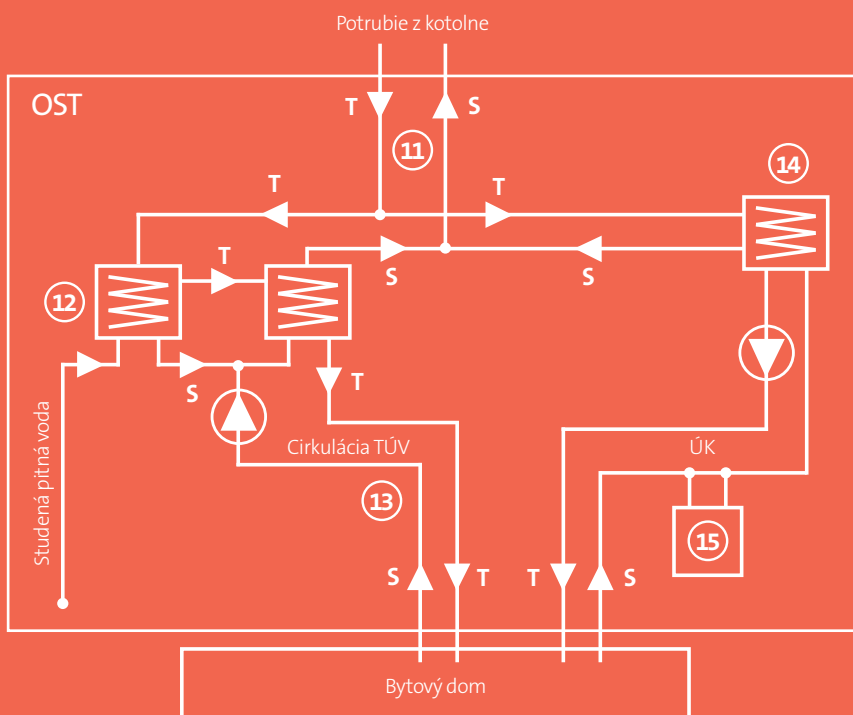 Potrubie z kotolne
OST
T
S
11
14
T
T
T
S
S
12
S
T
Studená pitná voda
Cirkulácia TÚV
ÚK
13
15
S
T
T
S
Bytový dom